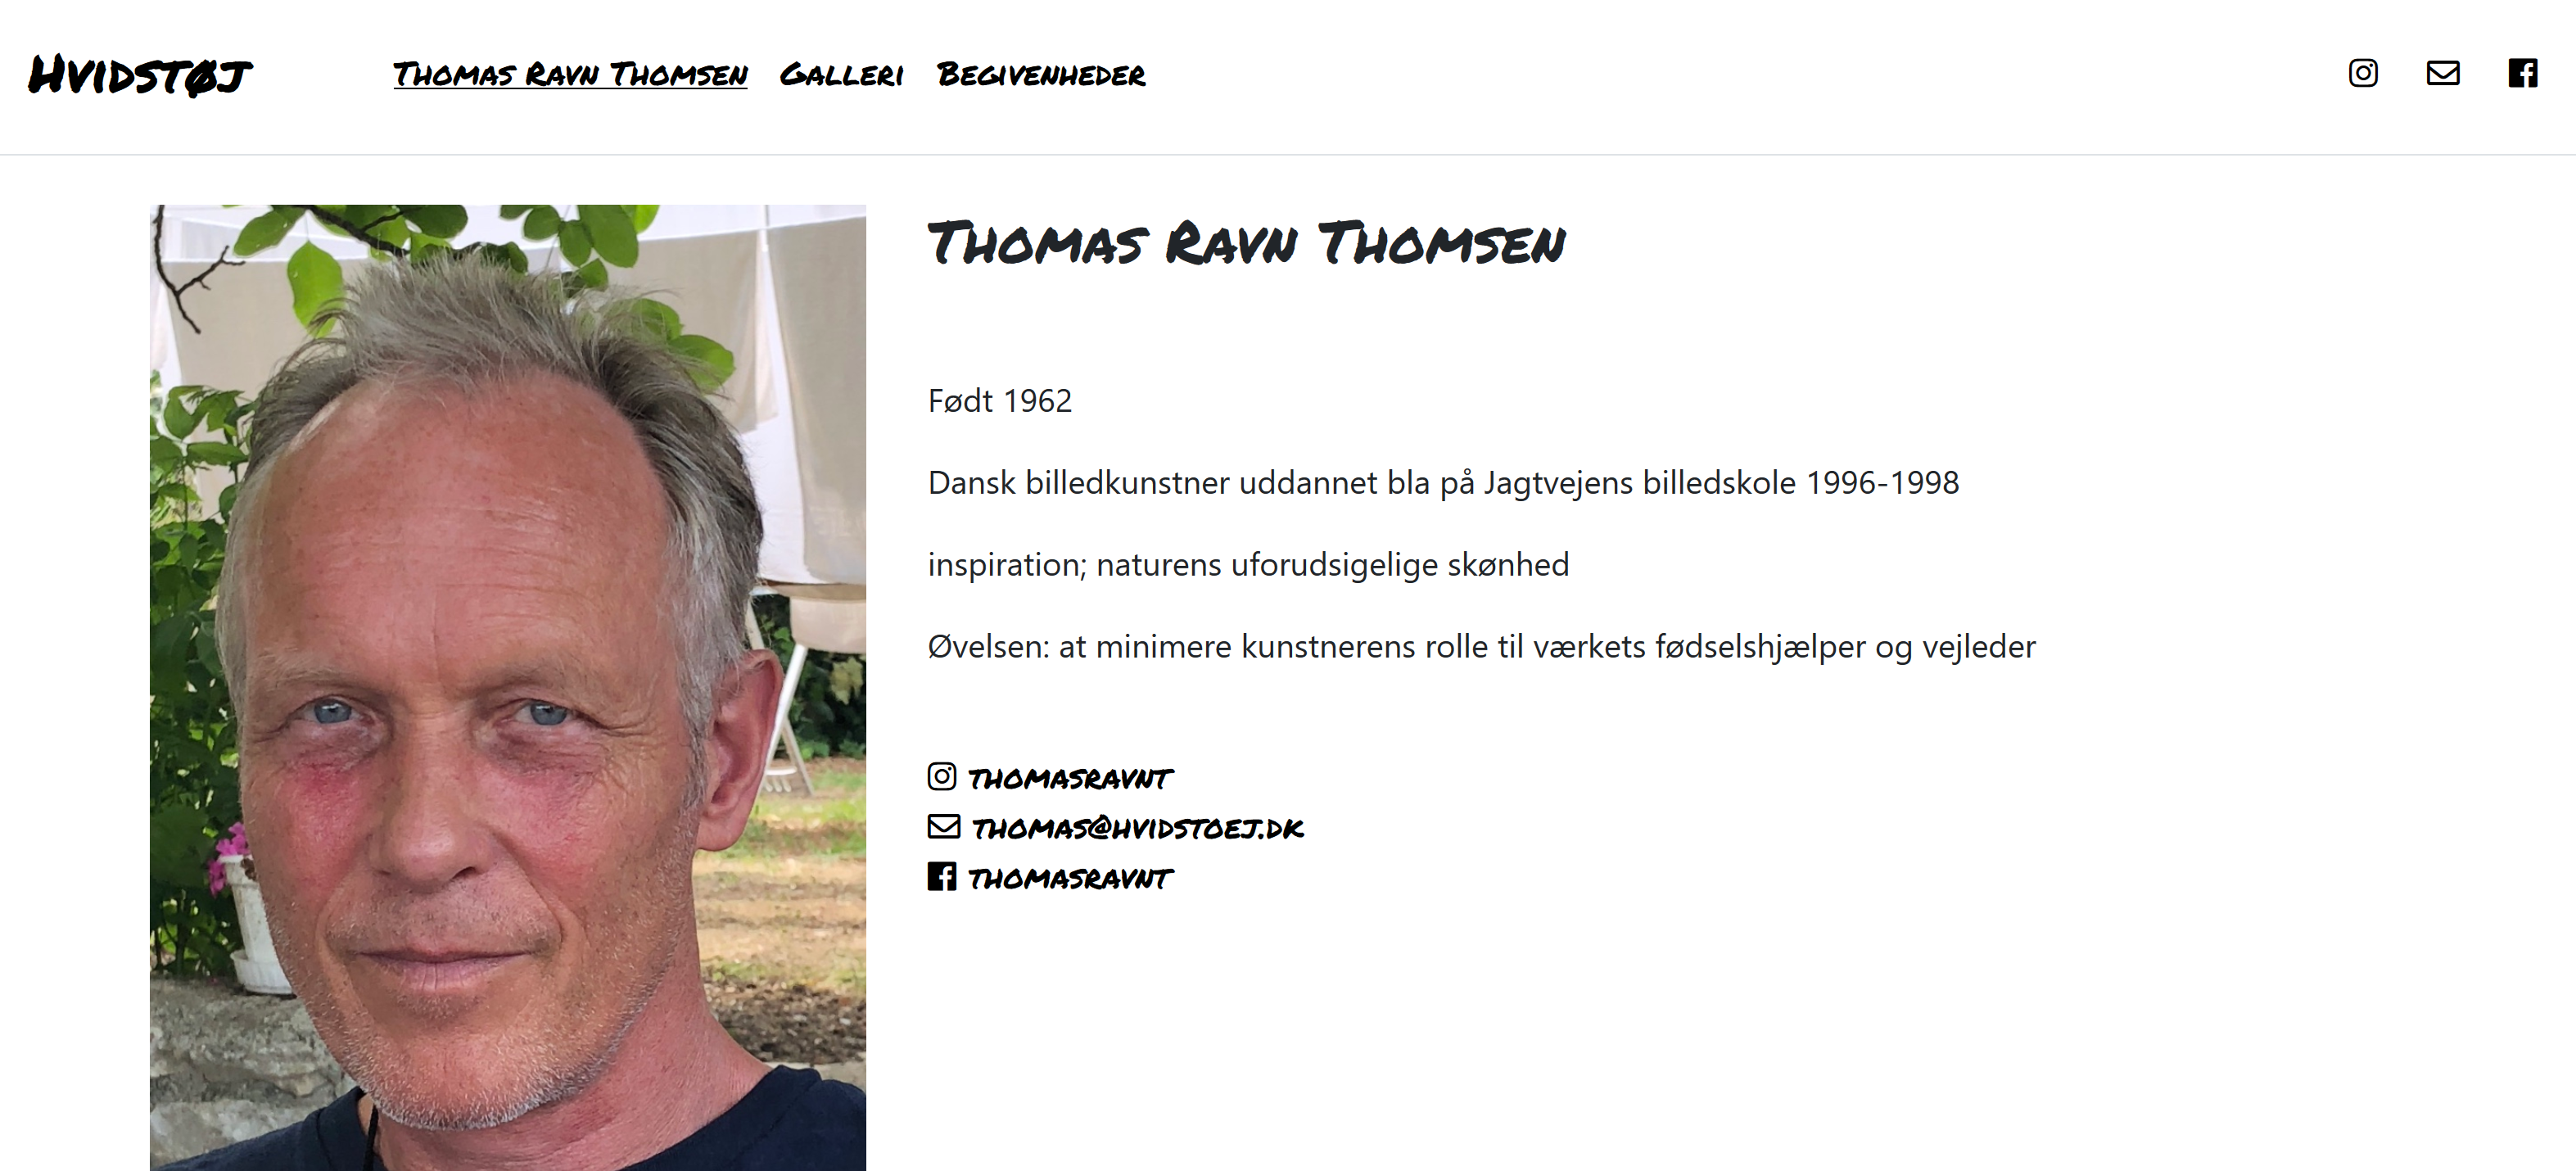 Hvidstøj
Thomas Ravn Thomsen Galleri Begivenheder
Thomas Ravn Thomsen
Født 1962
Dansk billedkunstner uddannet bla på Jagtvejens billedskole 1996-1998
inspiration; naturens uforudsigelige skønhed
Øvelsen: at minimere kunstnerens rolle til værkets fødselshjælper og vejleder
thomasravnt
thomas@hvidstoej.dk
thomasravnt